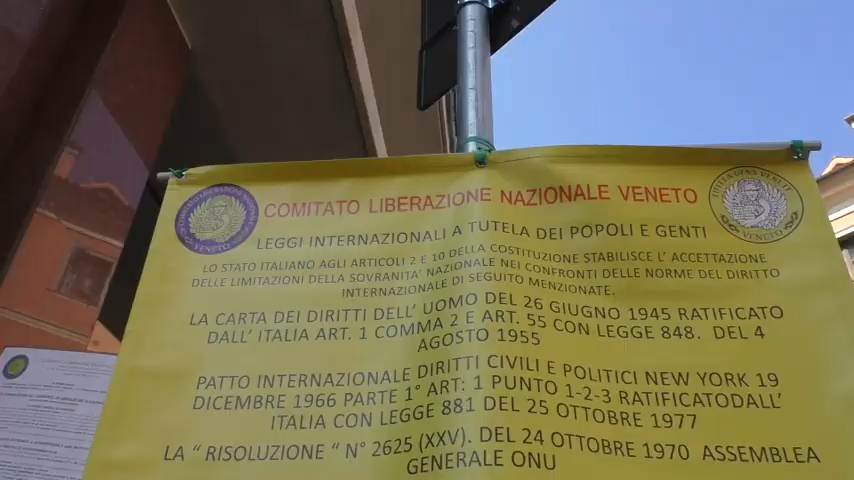 COMITATO LIBERAZIONE NAZIONALE VENETO
LEGGI INTERNAZIONALI A TUTELA DEI POPOLI E GENTI
LO STATO ITALIANO AGLI ARTICOLI 2 E 10 DELLA COSTITUZIONE STABILISCE L' ACCETTAZIONE
DELLE LIMITAZIONI DELLA SOVRANITA' NAZIONALE NEI CONFRONTI DELLE NORME DEL DIRITTO
INTERNAZIONALE DI SEGUITO MENZIONATE.
LA CARTA DEI DIRITTI DELL' UOMO DEL 26 GIUGNO 1945 RATIFICATO
DALL' ITALIA ART. 1 COMMA 2 E ART. 55 CON LEGGE 848. DEL 4
AGOSTO 1955
PATTO INTERNAZIONALE DIRITTI CIVILI E POLITICI NEW YORK 19
DICEMBRE 1966 PARTE 1° ART. 1 PUNTO 1-2-3 RATIFICATODALL'
ITALIA CON LEGGE 881 DEL 25 OTTOBRE 1977
LA " RISOLUZIONE " N° 2625 (XXV). DEL 24 OTTOBRE 1970 ASSEMBLEA
GENERALE ONU